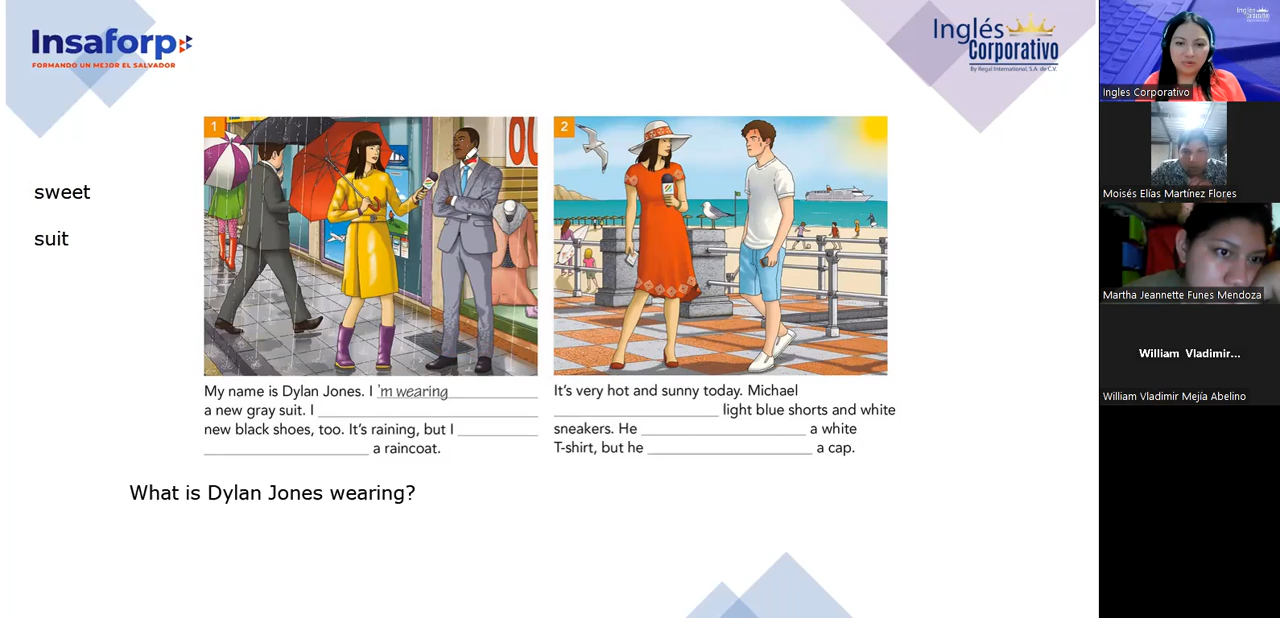 Insaforp
FORMANDO UN MEJOR EL SALVADOR
Inglés
Corporativo
By Regal International, S.A. de C.V.
sweet
suit
1
2
My name is Dylan Jones. I 'm wearing
a new gray suit. I
new black shoes, too. It's raining, but I
a raincoat.
It's very hot and sunny today. Michael
light blue shorts and white
sneakers. He a white
T-shirt, but he a cap.
What is Dylan Jones wearing?
Ingles Corporativo
Moisés Elías Martínez Flores
Martha Jeannette Funes Mendoza
William Vladimir...
William Vladimir Mejía Abelino